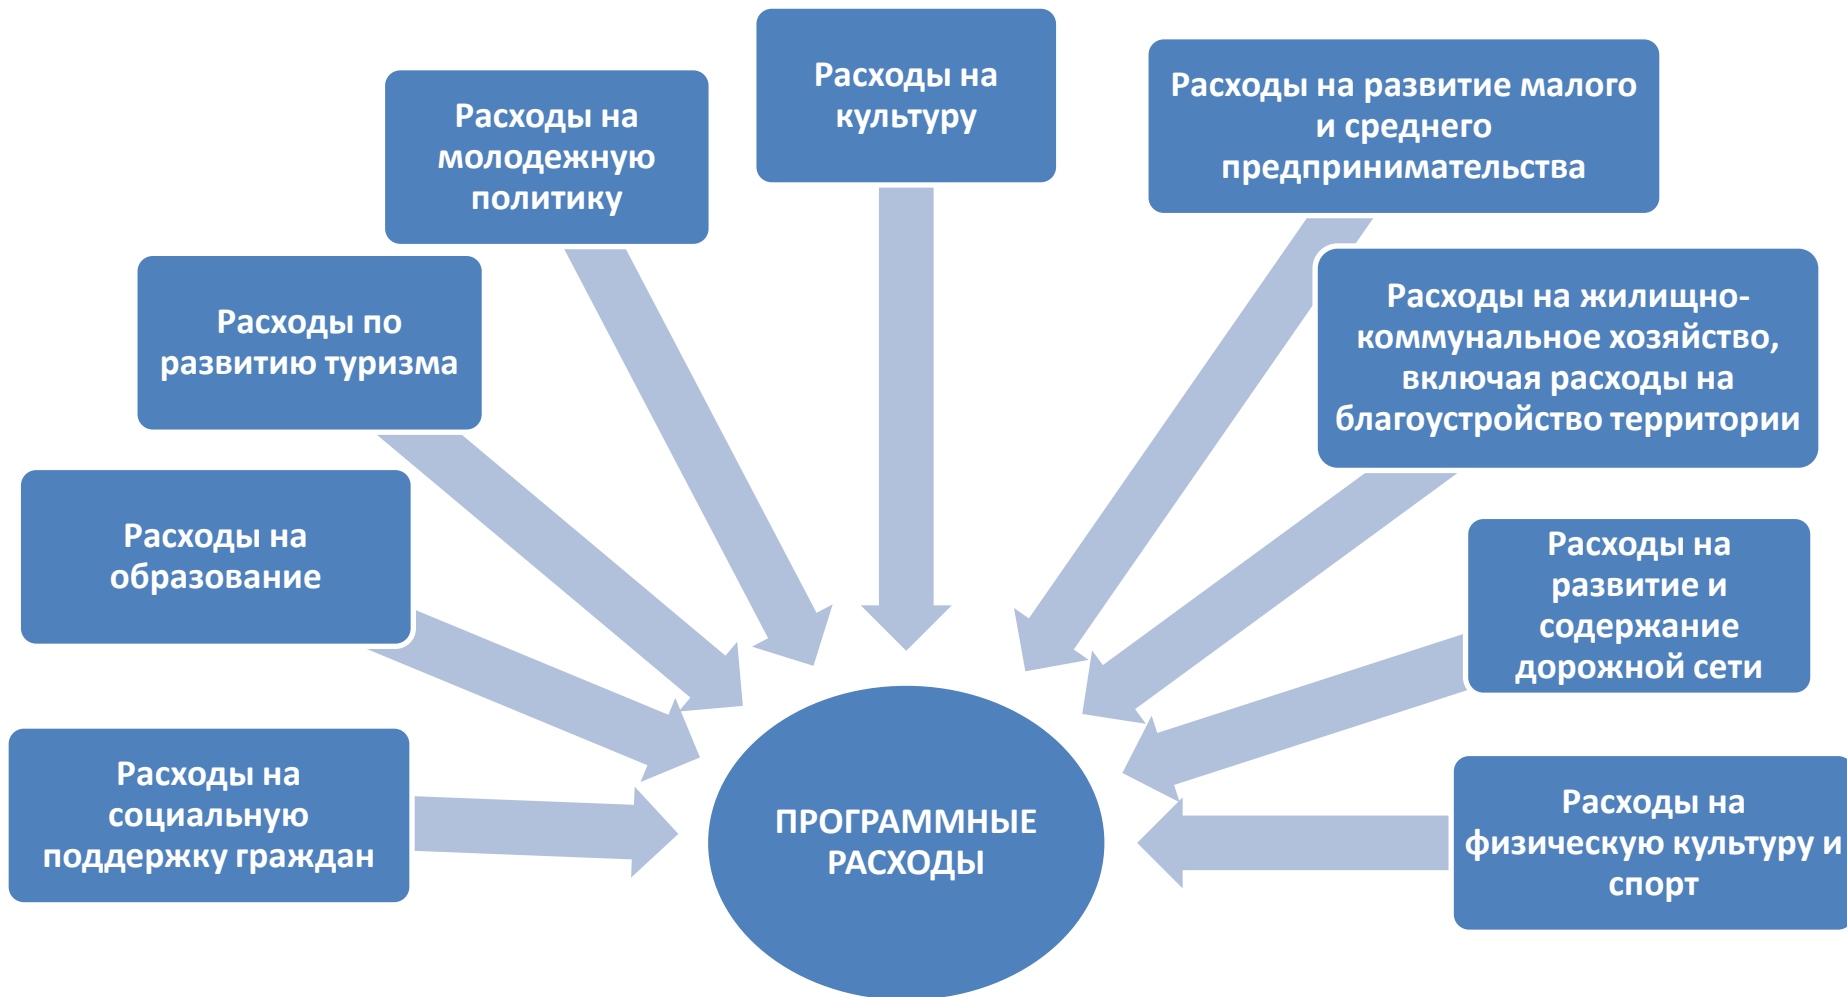 Расходы на
культуру
Расходы на развитие малого
и среднего
предпринимательства
Расходы на
молодежную
политику
Расходы по
развитию туризма
Расходы на жилищно-
коммунальное хозяйство,
включая расходы на
благоустройство территории
Расходы на
образование
Расходы на
развитие и
содержание
дорожной сети
Расходы на
социальную
поддержку граждан
ПРОГРАММНЫЕ
РАСХОДЫ
Расходы на
физическую культуру и
спорт